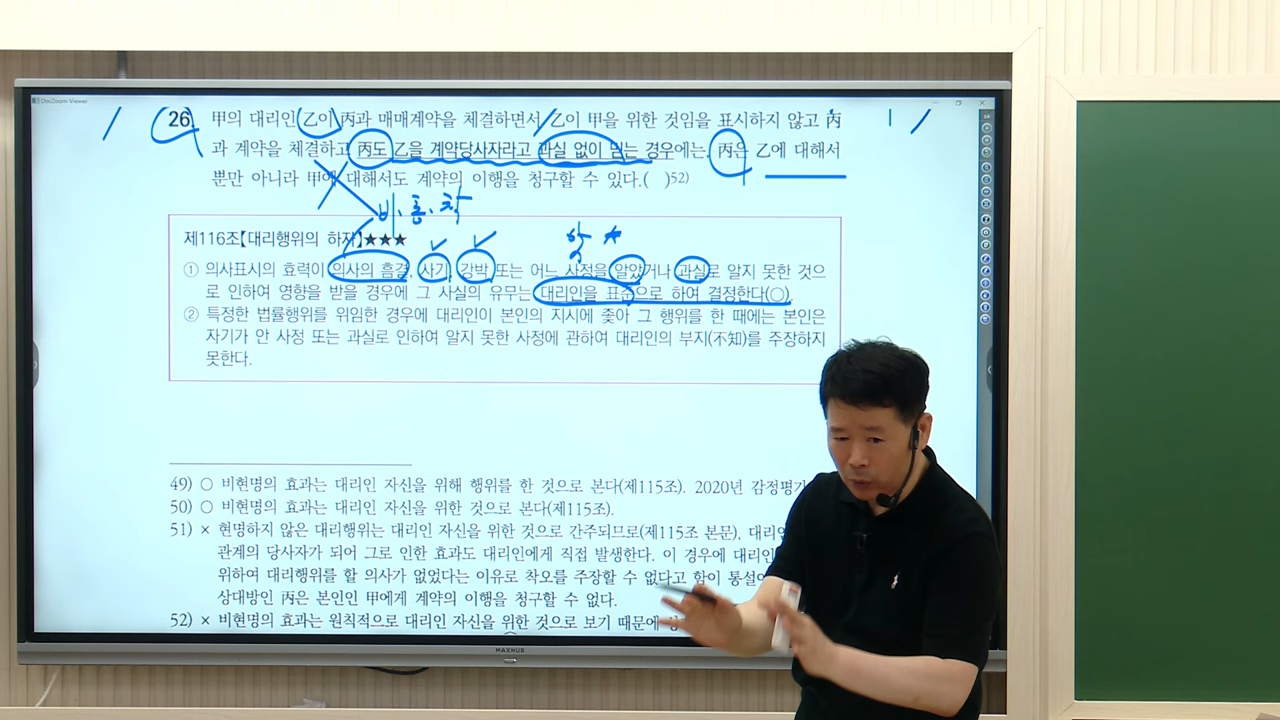 DocZoom Viewer
26 甲의 대리인 乙이 丙과 매매계약을 체결하면서 乙이 甲을 위한 것임을 표시하지 않고 丙
과 계약을 체결하고 丙도 乙을 계약당사자라고 과실 없이 믿는 경우에는, 丙은 乙에 대해서
뿐만 아니라 甲에 대해서도 계약의 이행을 청구할 수 있다.( )52)
비. 흠. 착
제116조【대리행위의 하자】★★★
① 의사표시의 효력이 의사의 흠결, 사기, 강박 또는 어느 사정을 알았거나 과실로 알지 못한 것으
로 인하여 영향을 받을 경우에 그 사실의 유무는 대리인을 표준으로 하여 결정한다(○).
② 특정한 법률행위를 위임한 경우에 대리인이 본인의 지시에 좇아 그 행위를 한 때에는 본인은
자기가 안 사정 또는 과실로 인하여 알지 못한 사정에 관하여 대리인의 부지(不知)를 주장하지
못한다.
49) ○ 비현명의 효과는 대리인 자신을 위해 행위를 한 것으로 본다(제115조). 2020년 감정평가
50) ○ 비현명의 효과는 대리인 자신을 위한 것으로 본다(제115조).
51) × 현명하지 않은 대리행위는 대리인 자신을 위한 것으로 간주되므로(제115조 본문), 대리인
관계의 당사자가 되어 그로 인한 효과도 대리인에게 직접 발생한다. 이 경우에 대리인
위하여 대리행위를 할 의사가 없었다는 이유로 착오를 주장할 수 없다고 함이 통설
상대방인 丙은 본인인 甲에게 계약의 이행을 청구할 수 없다.
52) × 비현명의 효과는 원칙적으로 대리인 자신을 위한 것으로 보기 때문에
MAXHUB